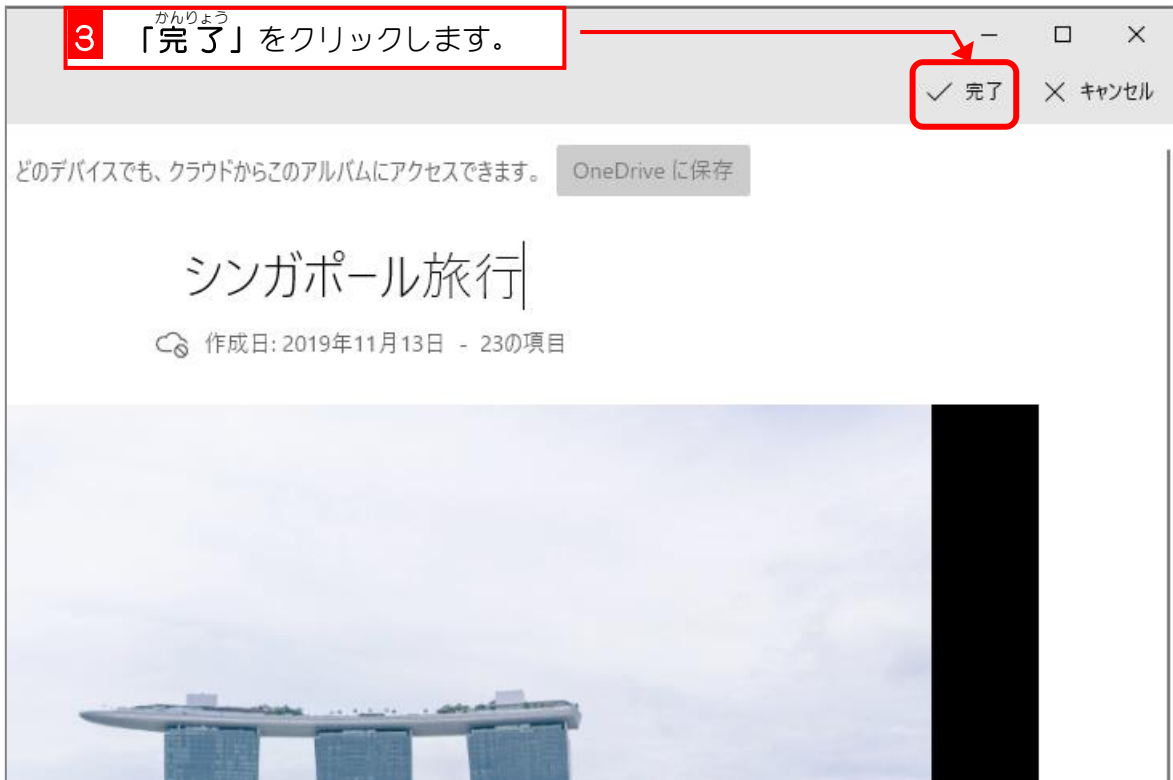 かんりょう
3 「完了」をクリックします。
完了 キャンセル
どのデバイスでも、クラウドからこのアルバムにアクセスできます。 OneDrive に保存
シンガポール旅行
作成日: 2019年11月13日 - 23の項目